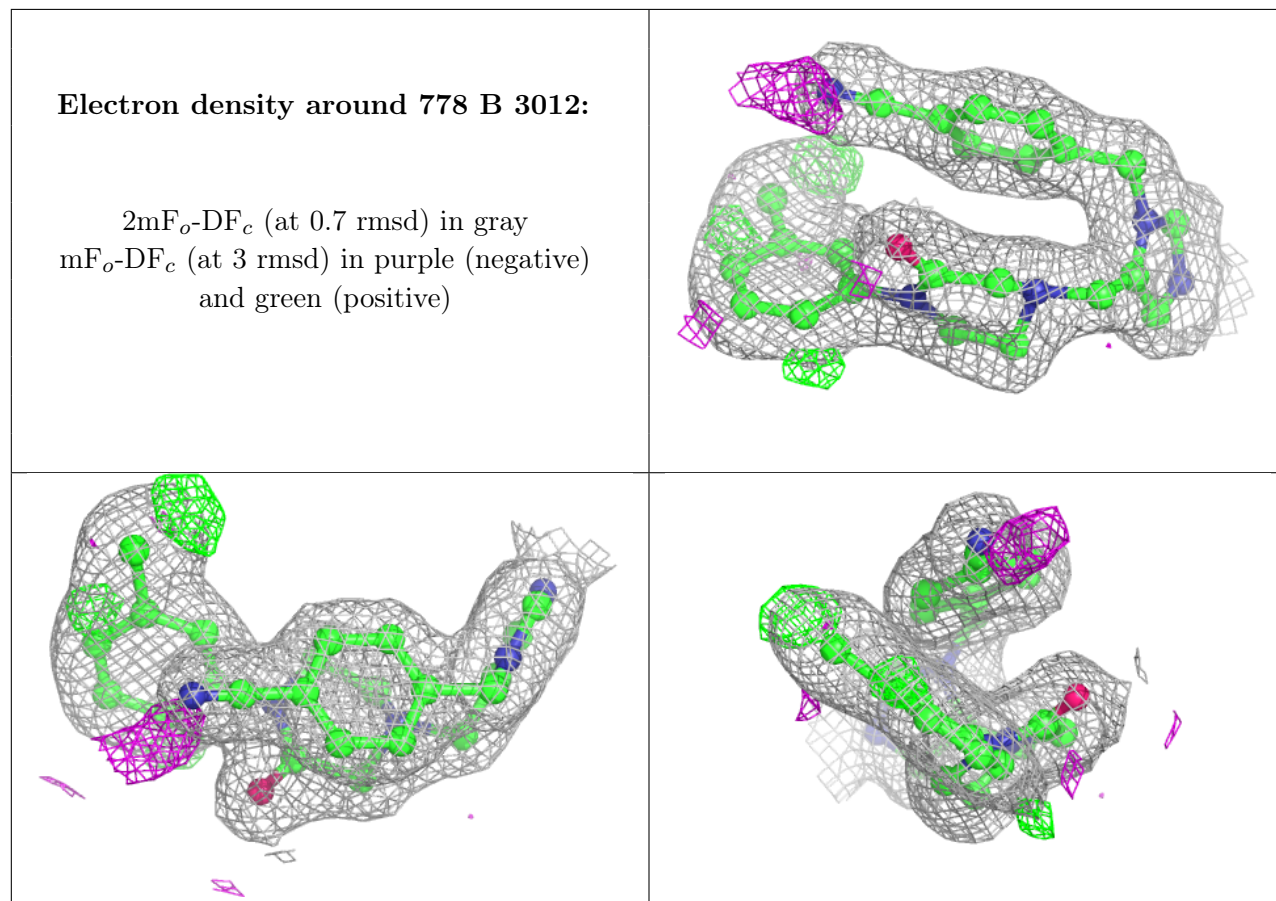 Electron density around 778 B 3012:
2mFo-DFc (at 0.7 rmsd) in gray
mFo-DFc (at 3 rmsd) in purple (negative)
and green (positive)